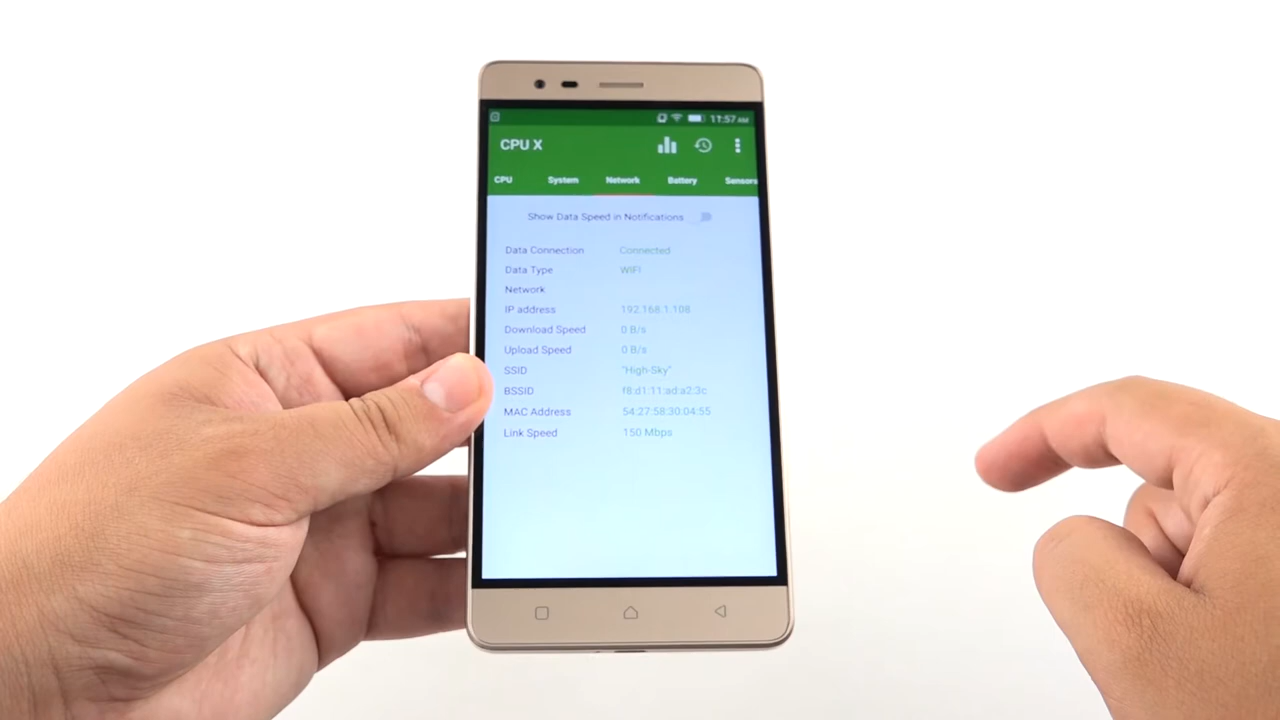 11:57 AM
CPU X
CPU System Network Battery Sensors
Show Data Speed in Notifications
Data Connection Connected
Data Type WIFI
Network
IP address 192.168.1.108
Download Speed 0 B/s
Upload Speed 0 B/s
SSID "High-Sky"
BSSID f8:d1:11:ad:a2:3c
MAC Address 54:27:58:30:04:55
Link Speed 150 Mbps